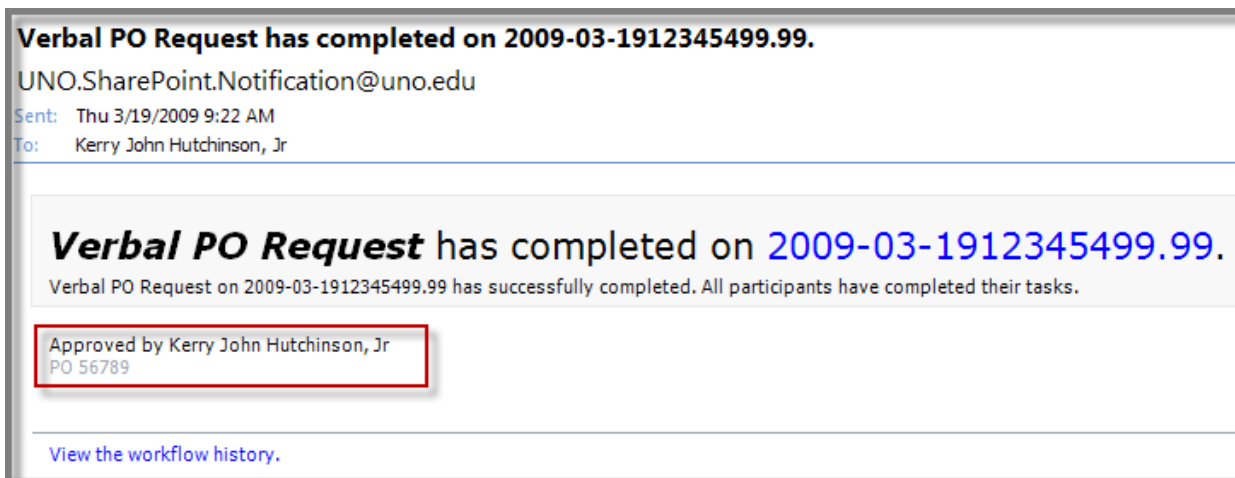 Verbal PO Request has completed on 2009-03-1912345499.99.
UNO.SharePoint.Notification@uno.edu
Sent: Thu 3/19/2009 9:22 AM
To: Kerry John Hutchinson, Jr
Verbal PO Request has completed on 2009-03-1912345499.99.
Verbal PO Request on 2009-03-1912345499.99 has successfully completed. All participants have completed their tasks.
Approved by Kerry John Hutchinson, Jr
PO 56789
View the workflow history.